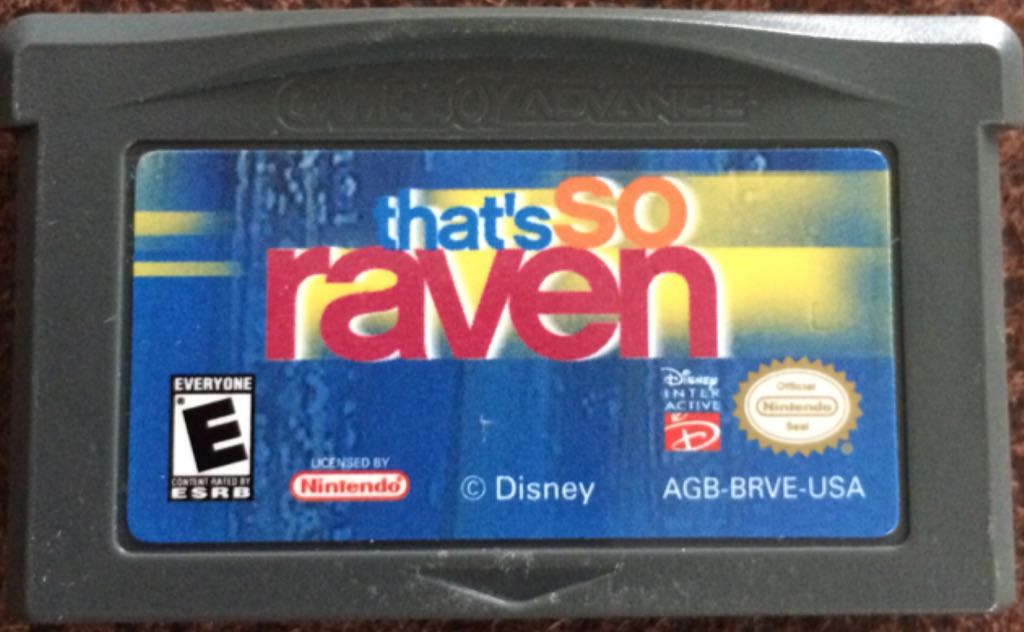 GAME BOY ADVANCE
that's so
raven
EVERYONE
E
CONTENT RATED BY
ESRB
LICENSED BY
Nintendo
© Disney
Disney
INTER
ACTIVE
D
Official
Nintendo
Seal
AGB-BRVE-USA